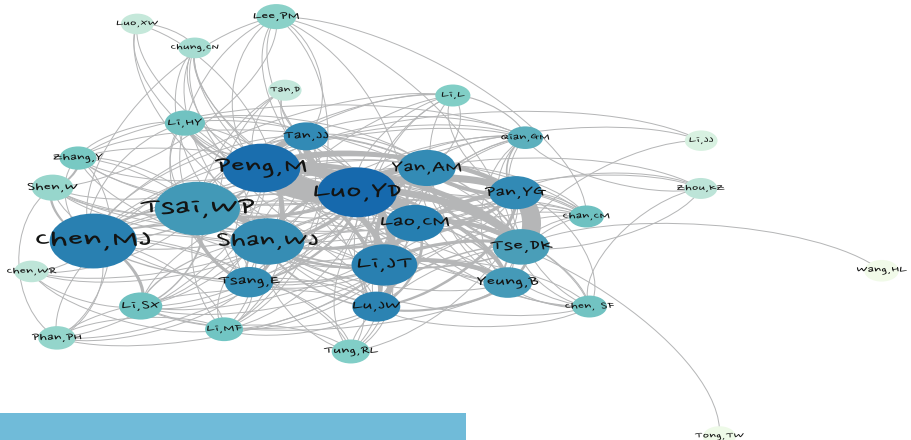 Lee,PM
Luo,XW
Chung,CN
Tan,D
Li,L
Li,HY
Tan,JJ
Qian,GM
Li,JJ
Zhang,Y
Peng,M
Yan,AM
Shen,W
Luo,YD
Pan,YG
Zhou,KZ
Tsai,WP
Lao,CM
Chan,CM
Chen,MJ
Shan,WJ
Tse,DK
Li,JT
Wang,HL
Chen,WR
Tsang,E
Yeung,B
Li,SX
Lu,JW
Chen, SF
Li,MF
Phan,PH
Tung,RL
Tong,TW